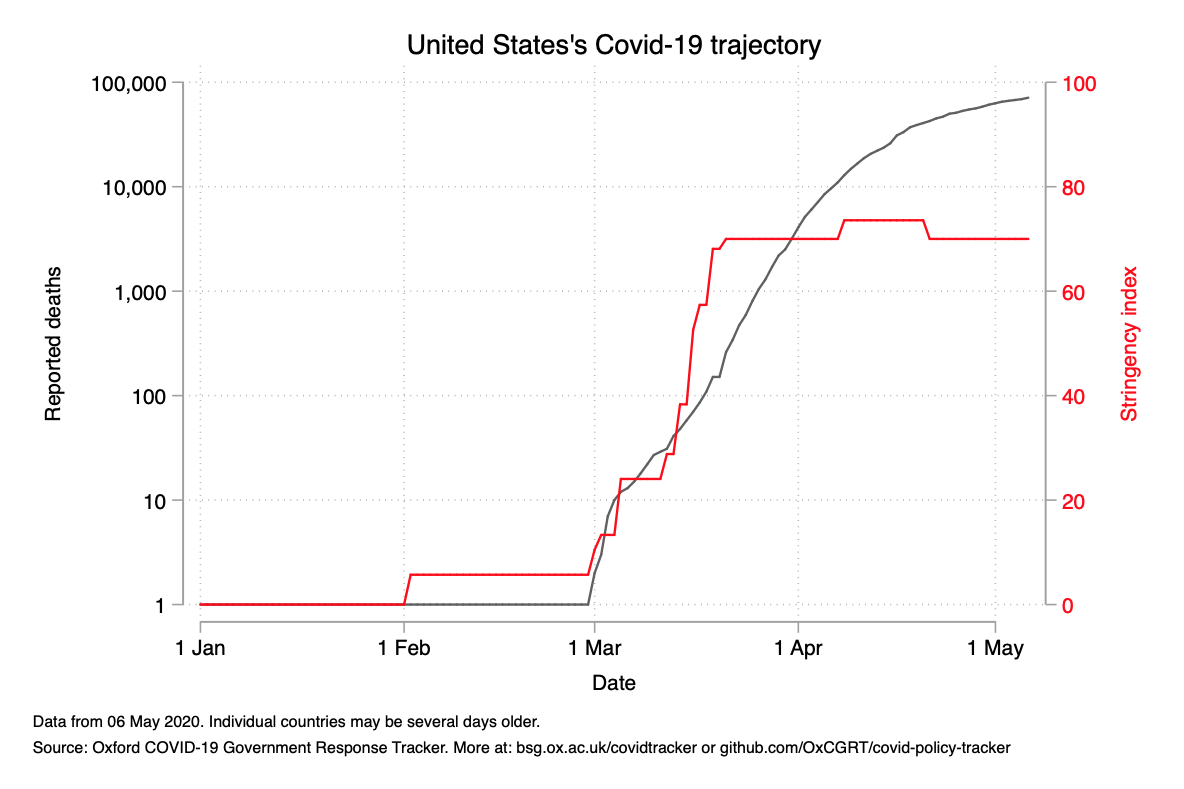 United States's Covid-19 trajectory
100,000
10,000
1,000
100
10
1
Reported deaths
100
80
60
40
20
0
Stringency index
1 Jan
1 Feb
1 Mar
1 Apr
1 May
Date
Data from 06 May 2020. Individual countries may be several days older.
Source: Oxford COVID-19 Government Response Tracker. More at: bsg.ox.ac.uk/covidtracker or github.com/OxCGRT/covid-policy-tracker